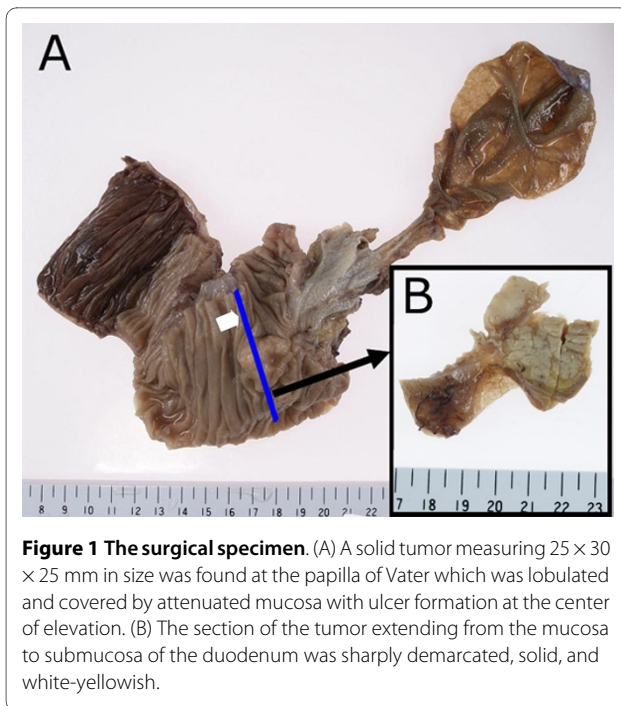 A
B
8 9 10 11 12 13 14 15 16 17 18 19 20 21 22
7 18 19 20 21 22 23
Figure 1 The surgical specimen. (A) A solid tumor measuring 25 × 30
× 25 mm in size was found at the papilla of Vater which was lobulated
and covered by attenuated mucosa with ulcer formation at the center
of elevation. (B) The section of the tumor extending from the mucosa
to submucosa of the duodenum was sharply demarcated, solid, and
white-yellowish.